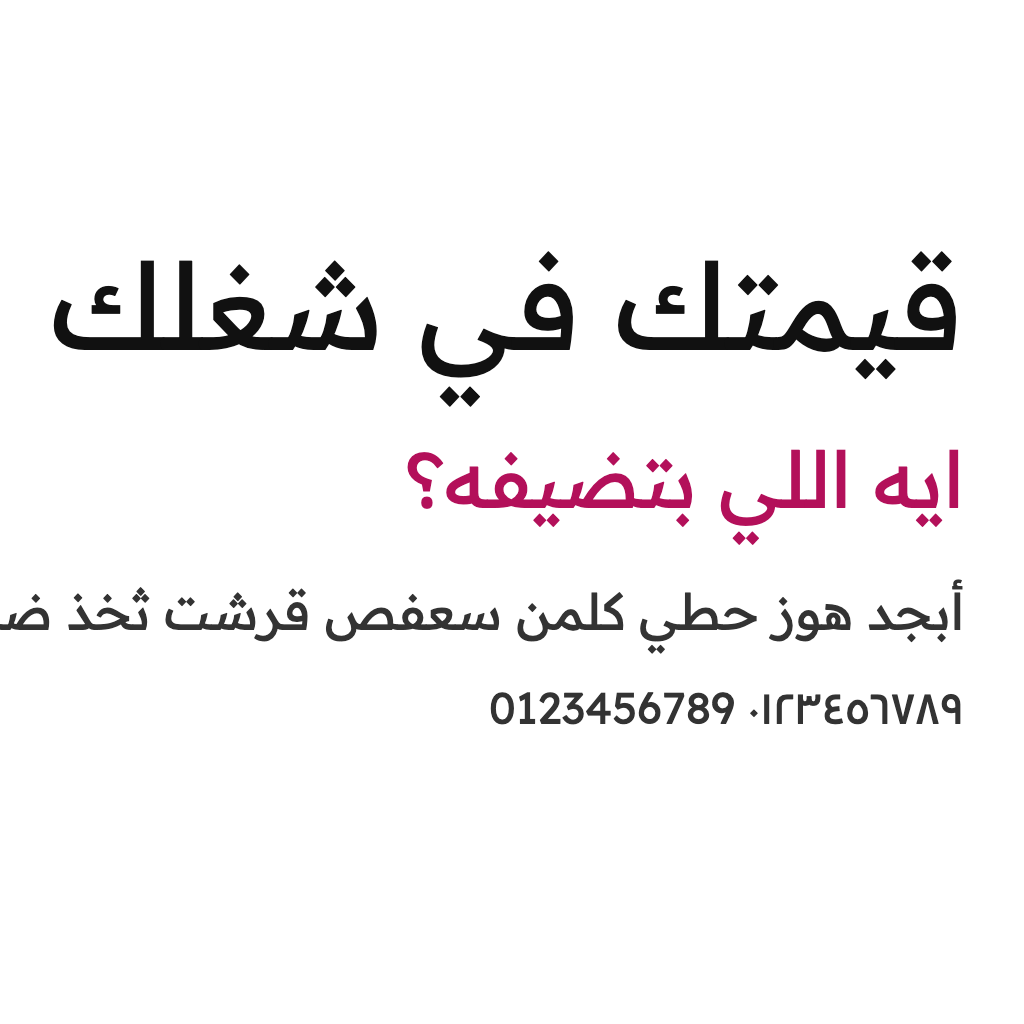 قيمتك في شغلك
ايه اللي بتضيفه؟
أبجد هوز حطي كلمن سعفص قرشت ثخذ ض
٠١٢٣٤٥٦٧٨٩ 0123456789